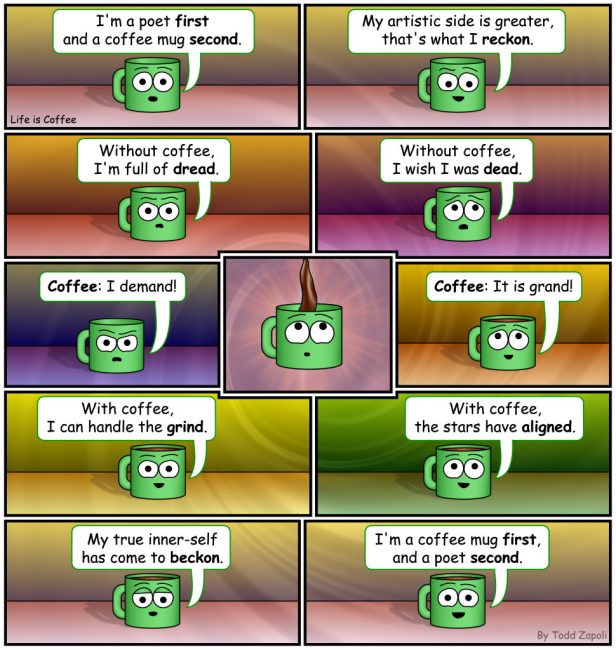 I'm a poet first
and a coffee mug second.
Life is Coffee
My artistic side is greater,
that's what I reckon.
Without coffee,
I'm full of dread.
Without coffee,
I wish I was dead.
Coffee: I demand!
Coffee: It is grand!
With coffee,
I can handle the grind.
With coffee,
the stars have aligned.
My true inner-self
has come to beckon.
I'm a coffee mug first,
and a poet second.
By Todd Zapoli